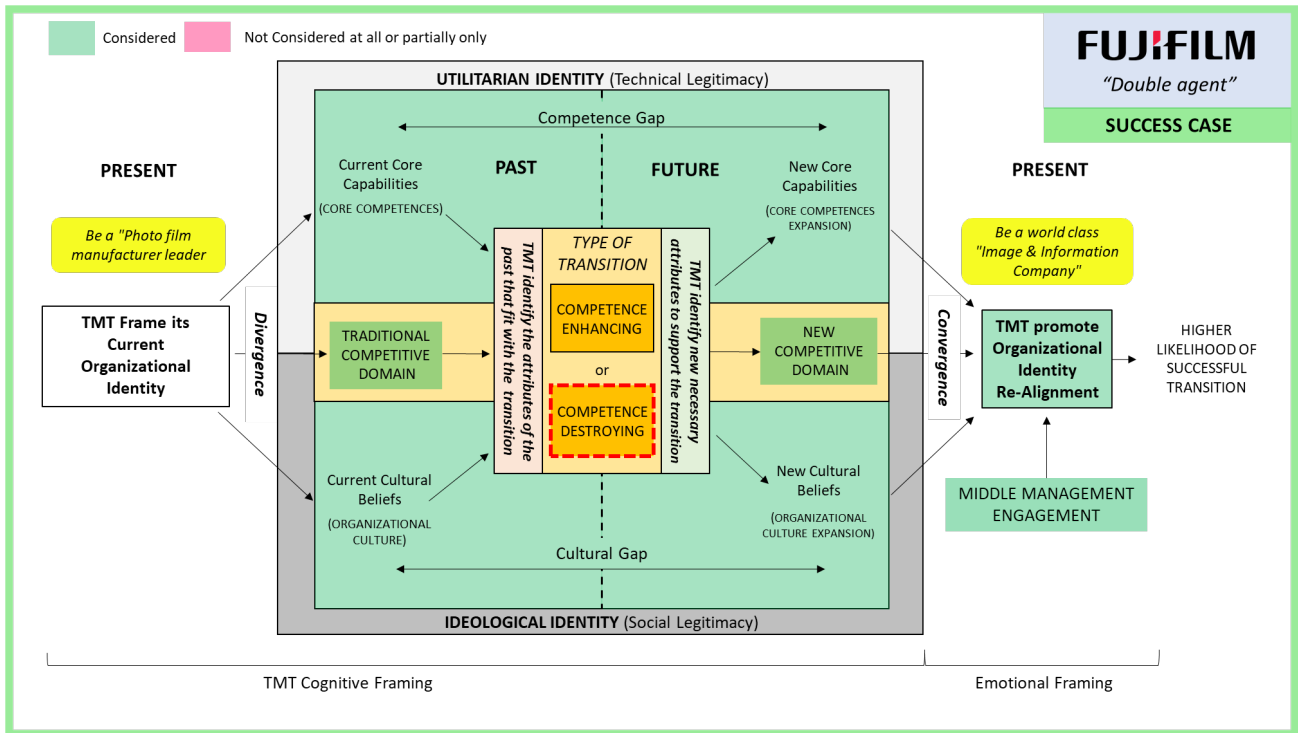 Considered
Not Considered at all or partially only
FUJIFILM
“Double agent”
SUCCESS CASE
UTILITARIAN IDENTITY (Technical Legitimacy)
Competence Gap
PRESENT
Be a "Photo film
manufacturer leader
TMT Frame its
Current
Organizational
Identity
Divergence
Current Core
Capabilities
(CORE COMPETENCES)
PAST
FUTURE
New Core
Capabilities
(CORE COMPETENCES
EXPANSION)
TRADITIONAL
COMPETITIVE
DOMAIN
TMT identify the attributes of the
past that fit with the transition
TYPE OF
TRANSITION
COMPETENCE
ENHANCING
or
COMPETENCE
DESTROYING
TMT identify new necessary
attributes to support the transition
NEW
COMPETITIVE
DOMAIN
Current Cultural
Beliefs
(ORGANIZATIONAL
CULTURE)
New Cultural
Beliefs
(ORGANIZATIONAL
CULTURE EXPANSION)
Cultural Gap
IDEOLOGICAL IDENTITY (Social Legitimacy)
Convergence
PRESENT
Be a world class
"Image & Information
Company"
TMT promote
Organizational
Identity
Re-Alignment
HIGHER
LIKELIHOOD OF
SUCCESSFUL
TRANSITION
MIDDLE MANAGEMENT
ENGAGEMENT
TMT Cognitive Framing
Emotional Framing